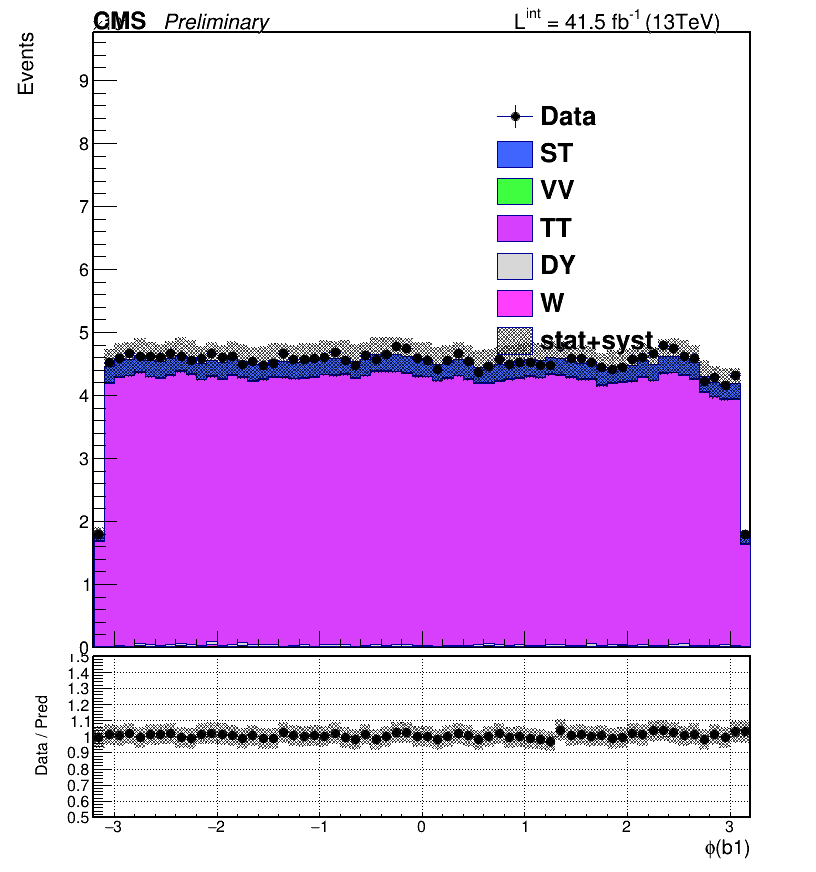 CMS Preliminary L^int = 41.5 fb^-1 (13TeV)
Events
9
8
7
6
5
4
3
2
1
0
Data
ST
VV
TT
DY
W
stat+syst
Data / Pred
1.5
1.4
1.3
1.2
1.1
1
0.9
0.8
0.7
0.6
0.5
−3 −2 −1 0 1 2 3
ϕ(b1)